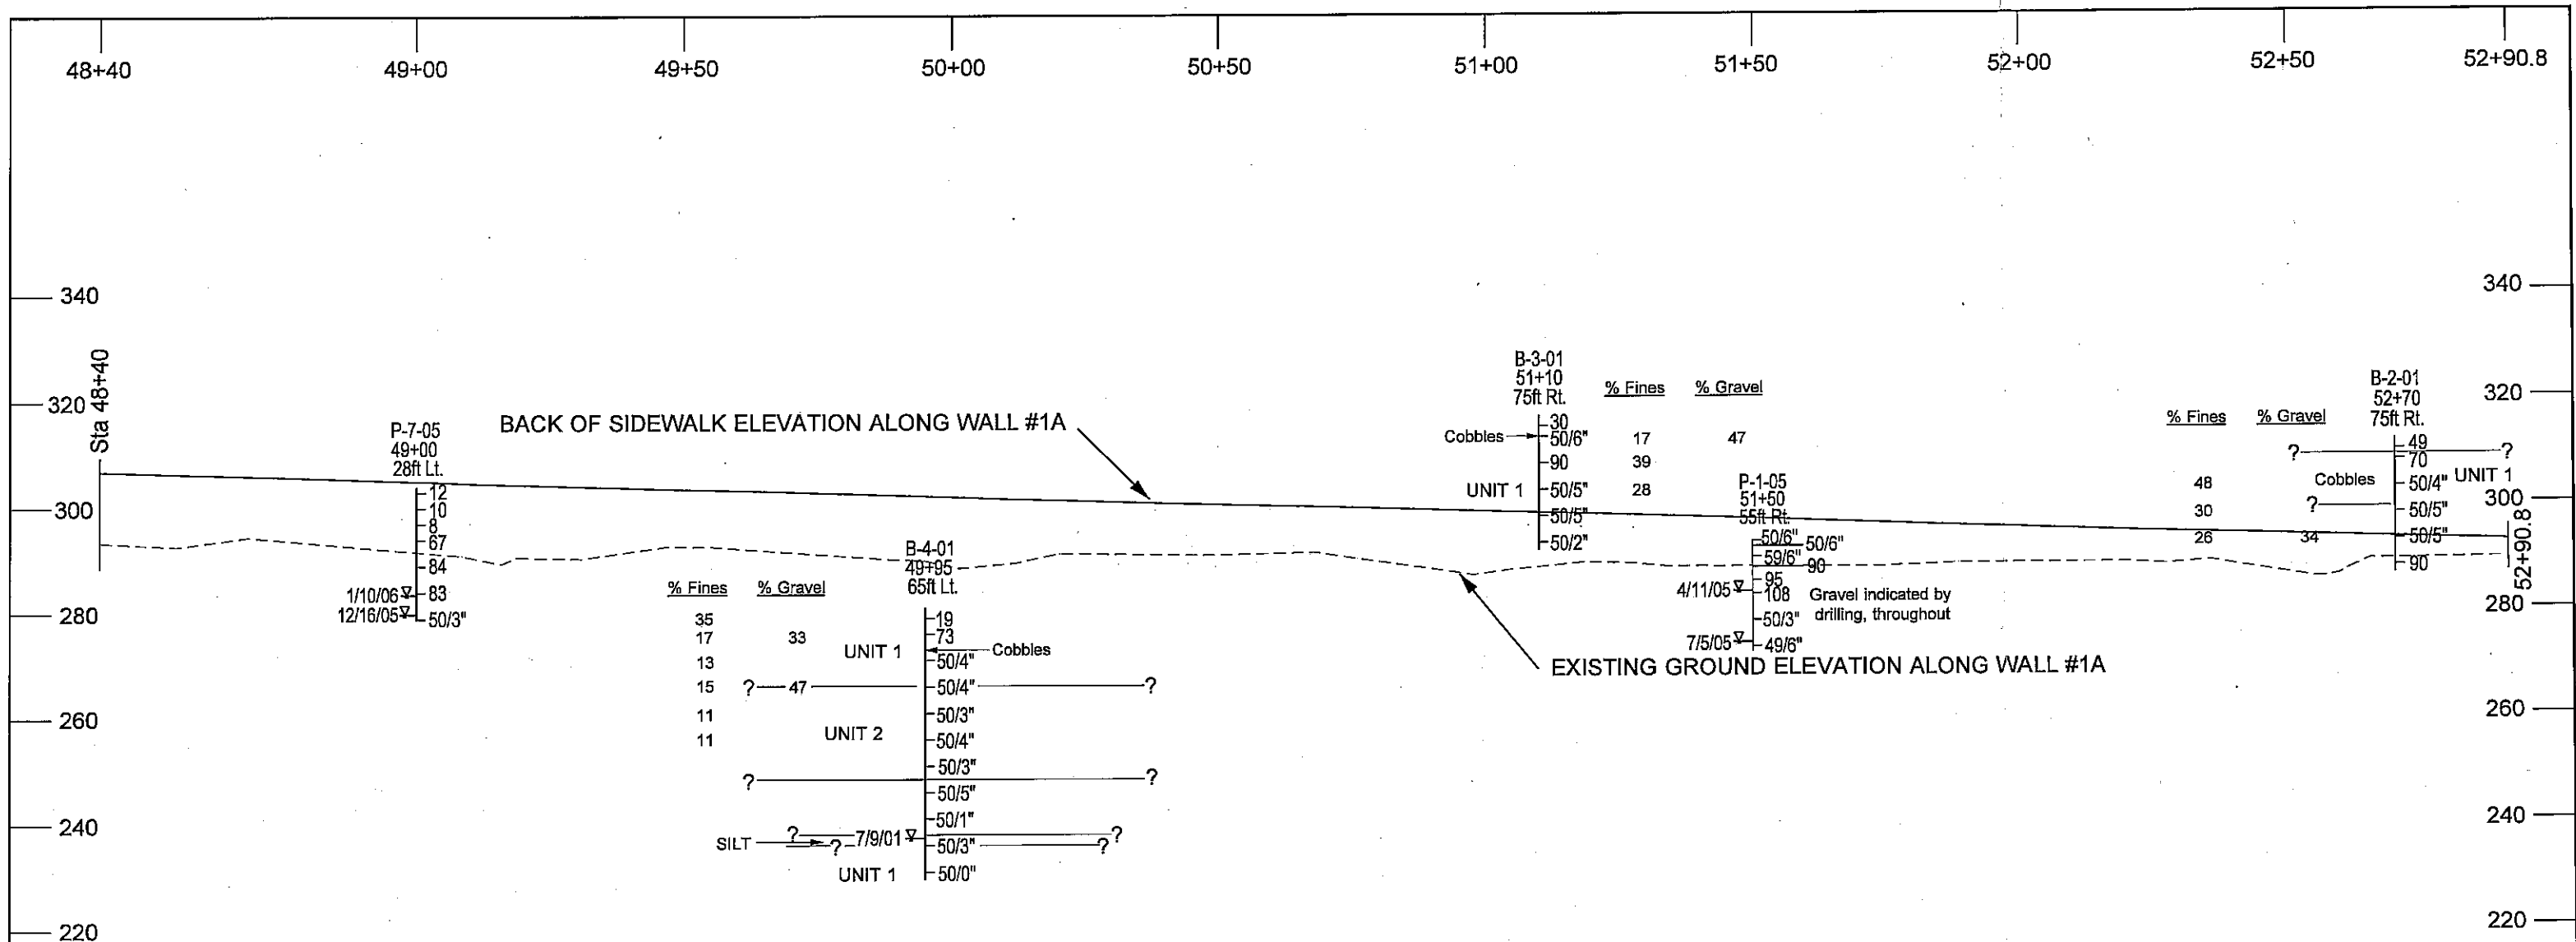 48+40 49+00 49+50 50+00 50+50 51+00 51+50 52+00 52+50 52+90.8
340 340
320 320
300 300
280 280
260 260
240 240
220 220
Sta 48+40
P-7-05
49+00
28ft Lt.
12
10
8
67
84
1/10/06 83
12/16/05 50/3"
BACK OF SIDEWALK ELEVATION ALONG WALL #1A
B-4-01
49+95
65ft Lt.
% Fines % Gravel
35 19
17 33 73
UNIT 1 Cobbles
13 50/4"
15 ? 47 50/4" ?
11 50/3"
UNIT 2
11 50/4"
50/3"
? ?
50/5"
50/1"
? 7/9/01 ?
SILT ? 50/3" ?
UNIT 1 50/0"
B-3-01
51+10
75ft Rt.
% Fines % Gravel
30
Cobbles 50/6" 17 47
90 39
UNIT 1 50/5" 28
50/5"
50/2"
P-1-05
51+50
55ft Rt.
50/6" 50/6"
59/6" 90
95
4/11/05 108
Gravel indicated by
drilling, throughout
50/3"
7/5/05 49/6"
EXISTING GROUND ELEVATION ALONG WALL #1A
B-2-01
52+70
75ft Rt.
% Fines % Gravel
49
? ?
70
48 Cobbles 50/4" UNIT 1
?
30 50/5"
26 34 50/5"
90
52+90.8